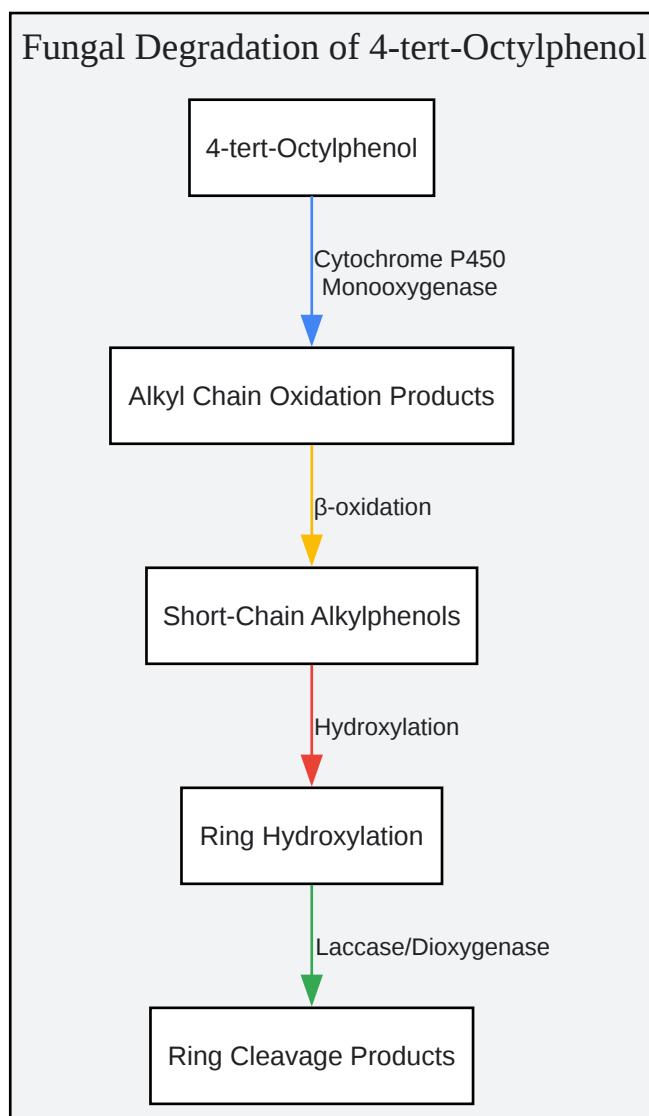 Fungal Degradation of 4-tert-Octylphenol
4-tert-Octylphenol
Cytochrome P450
Monooxygenase
Alkyl Chain Oxidation Products
β-oxidation
Short-Chain Alkylphenols
Hydroxylation
Ring Hydroxylation
Laccase/Dioxygenase
Ring Cleavage Products